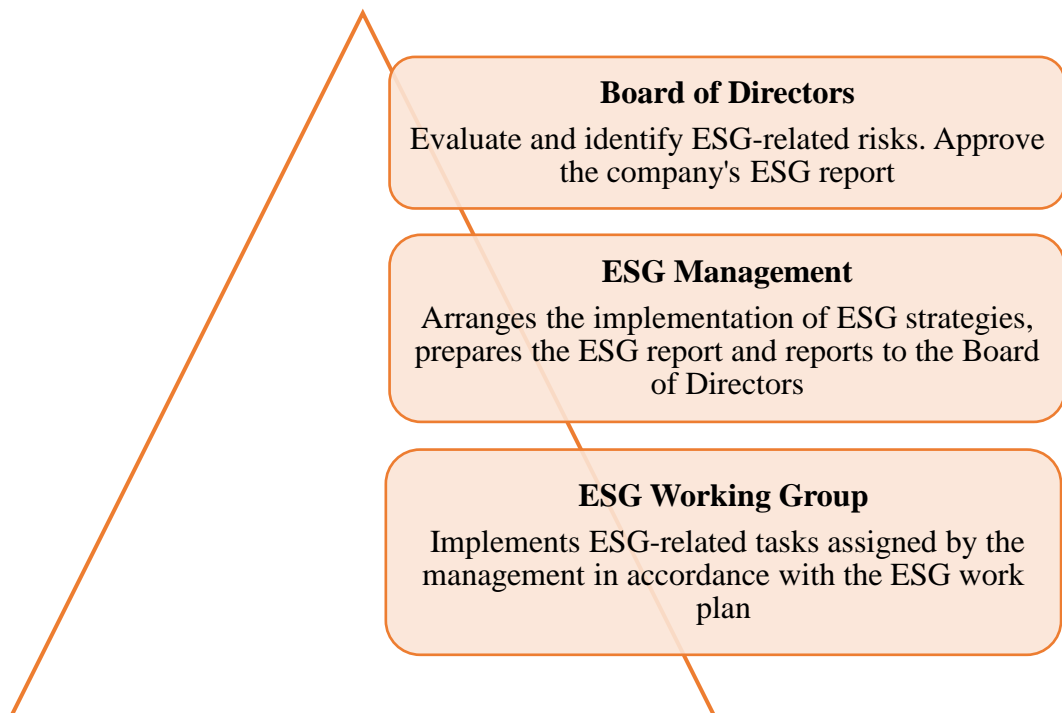 Board of Directors
Evaluate and identify ESG-related risks. Approve
the company's ESG report
ESG Management
Arranges the implementation of ESG strategies,
prepares the ESG report and reports to the Board
of Directors
ESG Working Group
Implements ESG-related tasks assigned by the
management in accordance with the ESG work
plan